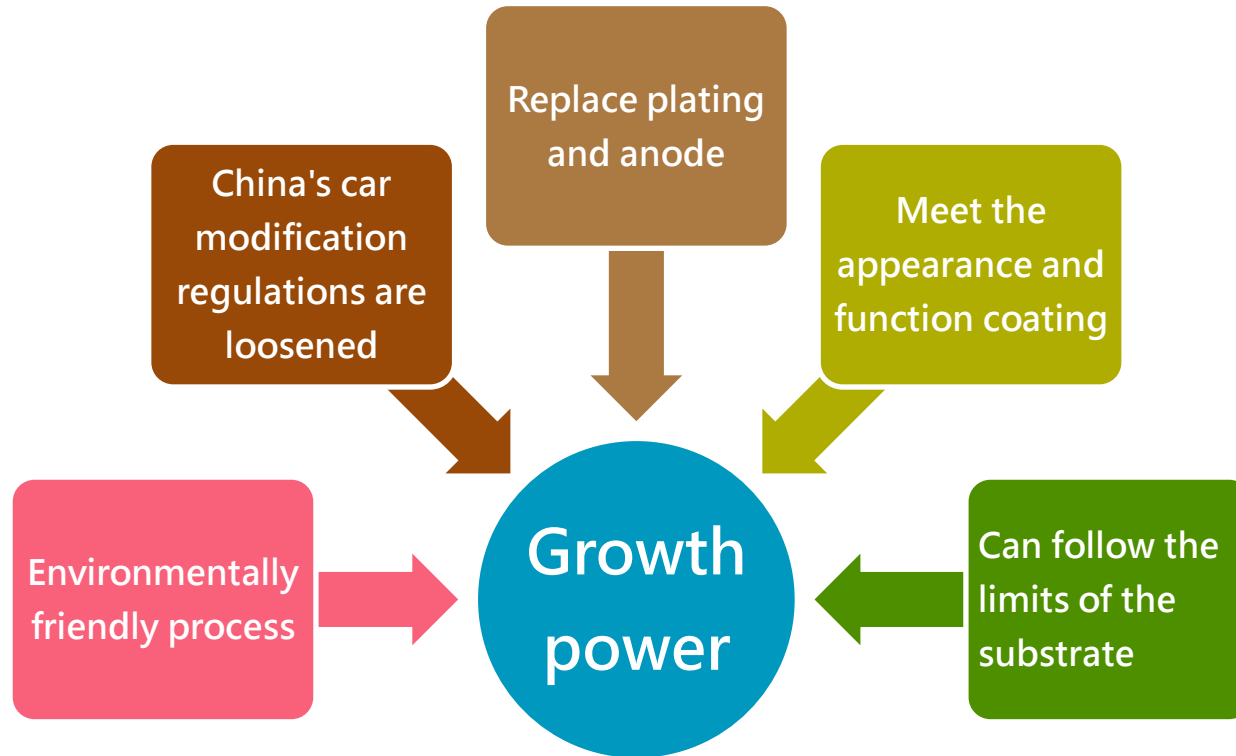 Replace plating
and anode
China's car
modification
regulations are
loosened
Meet the
appearance and
function coating
Environmentally
friendly process
Growth
power
Can follow the
limits of the
substrate